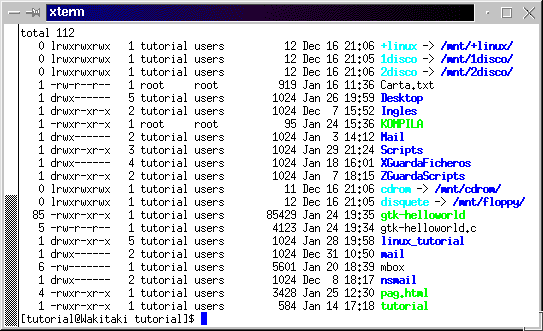 xterm
total 112
0 lrwxrwxrwx 1 tutorial users 12 Dec 16 21:06 +linux -> /mnt/+linux/
0 lrwxrwxrwx 1 tutorial users 12 Dec 16 21:05 1disco -> /mnt/1disco/
0 lrwxrwxrwx 1 tutorial users 12 Dec 16 21:06 2disco -> /mnt/2disco/
1 -rw-r--r-- 1 root root 919 Jan 16 11:36 Carta.txt
1 drwx------ 5 tutorial users 1024 Jan 26 19:59 Desktop
1 drwxr-xr-x 2 tutorial users 1024 Dec 7 15:52 Ingles
1 -rwxr-xr-x 1 root root 95 Jan 24 15:36 KOMPILA
1 drwx------ 2 tutorial users 1024 Jan 3 14:12 Mail
1 drwxr-xr-x 3 tutorial users 1024 Jan 29 21:24 Scripts
1 drwx------ 4 tutorial users 1024 Jan 18 16:01 XGuardaFicheros
1 drwxr-xr-x 2 tutorial users 1024 Jan 7 18:15 ZGuardaScripts
0 lrwxrwxrwx 1 tutorial users 11 Dec 16 21:06 cdrom -> /mnt/cdrom/
0 lrwxrwxrwx 1 tutorial users 12 Dec 16 21:05 disquete -> /mnt/floppy/
85 -rwxr-xr-x 1 tutorial users 85429 Jan 24 19:35 gtk-helloworld
5 -rw-r--r-- 1 tutorial users 4123 Jan 24 19:34 gtk-helloworld.c
1 drwxr-xr-x 5 tutorial users 1024 Jan 28 19:58 linux_tutorial
1 drwx------ 2 tutorial users 1024 Dec 31 10:50 mail
6 -rw------- 1 tutorial users 5601 Jan 20 18:39 mbox
1 drwx------ 2 tutorial users 1024 Dec 8 18:17 nsmail
4 -rwxr-xr-x 1 tutorial users 3428 Jan 25 12:30 pag.html
1 -rwxr-xr-x 1 tutorial users 584 Jan 14 17:18 tutorial
[tutorial@Wakitaki tutorial]$